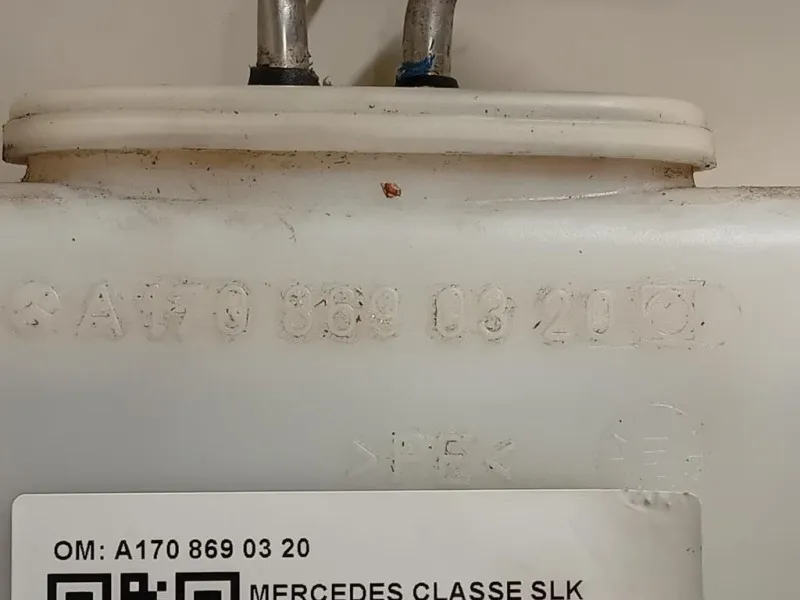 A170 869 03 20
>PE<
OM: A170 869 03 20
MERCEDES CLASSE SLK